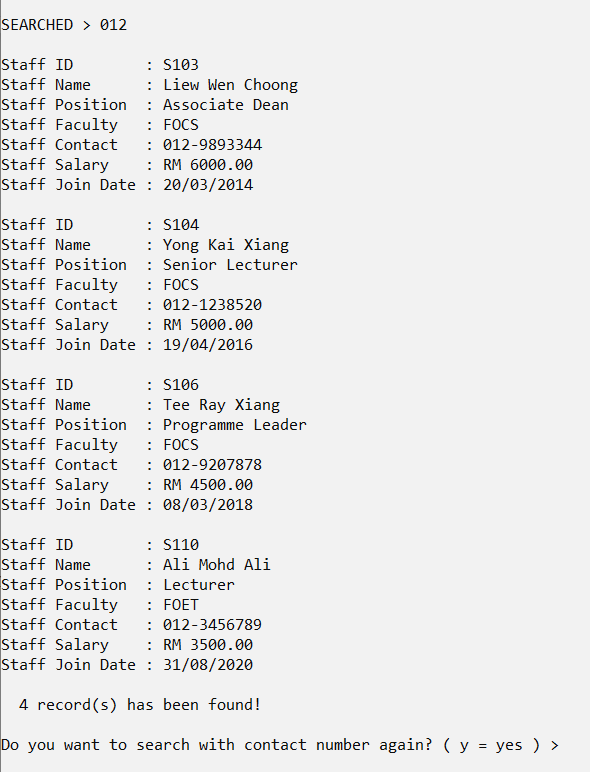 SEARCHED > 012
Staff ID : S103
Staff Name : Liew Wen Choong
Staff Position : Associate Dean
Staff Faculty : FOCS
Staff Contact : 012-9893344
Staff Salary : RM 6000.00
Staff Join Date : 20/03/2014
Staff ID : S104
Staff Name : Yong Kai Xiang
Staff Position : Senior Lecturer
Staff Faculty : FOCS
Staff Contact : 012-1238520
Staff Salary : RM 5000.00
Staff Join Date : 19/04/2016
Staff ID : S106
Staff Name : Tee Ray Xiang
Staff Position : Programme Leader
Staff Faculty : FOCS
Staff Contact : 012-9207878
Staff Salary : RM 4500.00
Staff Join Date : 08/03/2018
Staff ID : S110
Staff Name : Ali Mohd Ali
Staff Position : Lecturer
Staff Faculty : FOET
Staff Contact : 012-3456789
Staff Salary : RM 3500.00
Staff Join Date : 31/08/2020
4 record(s) has been found!
Do you want to search with contact number again? ( y = yes ) >